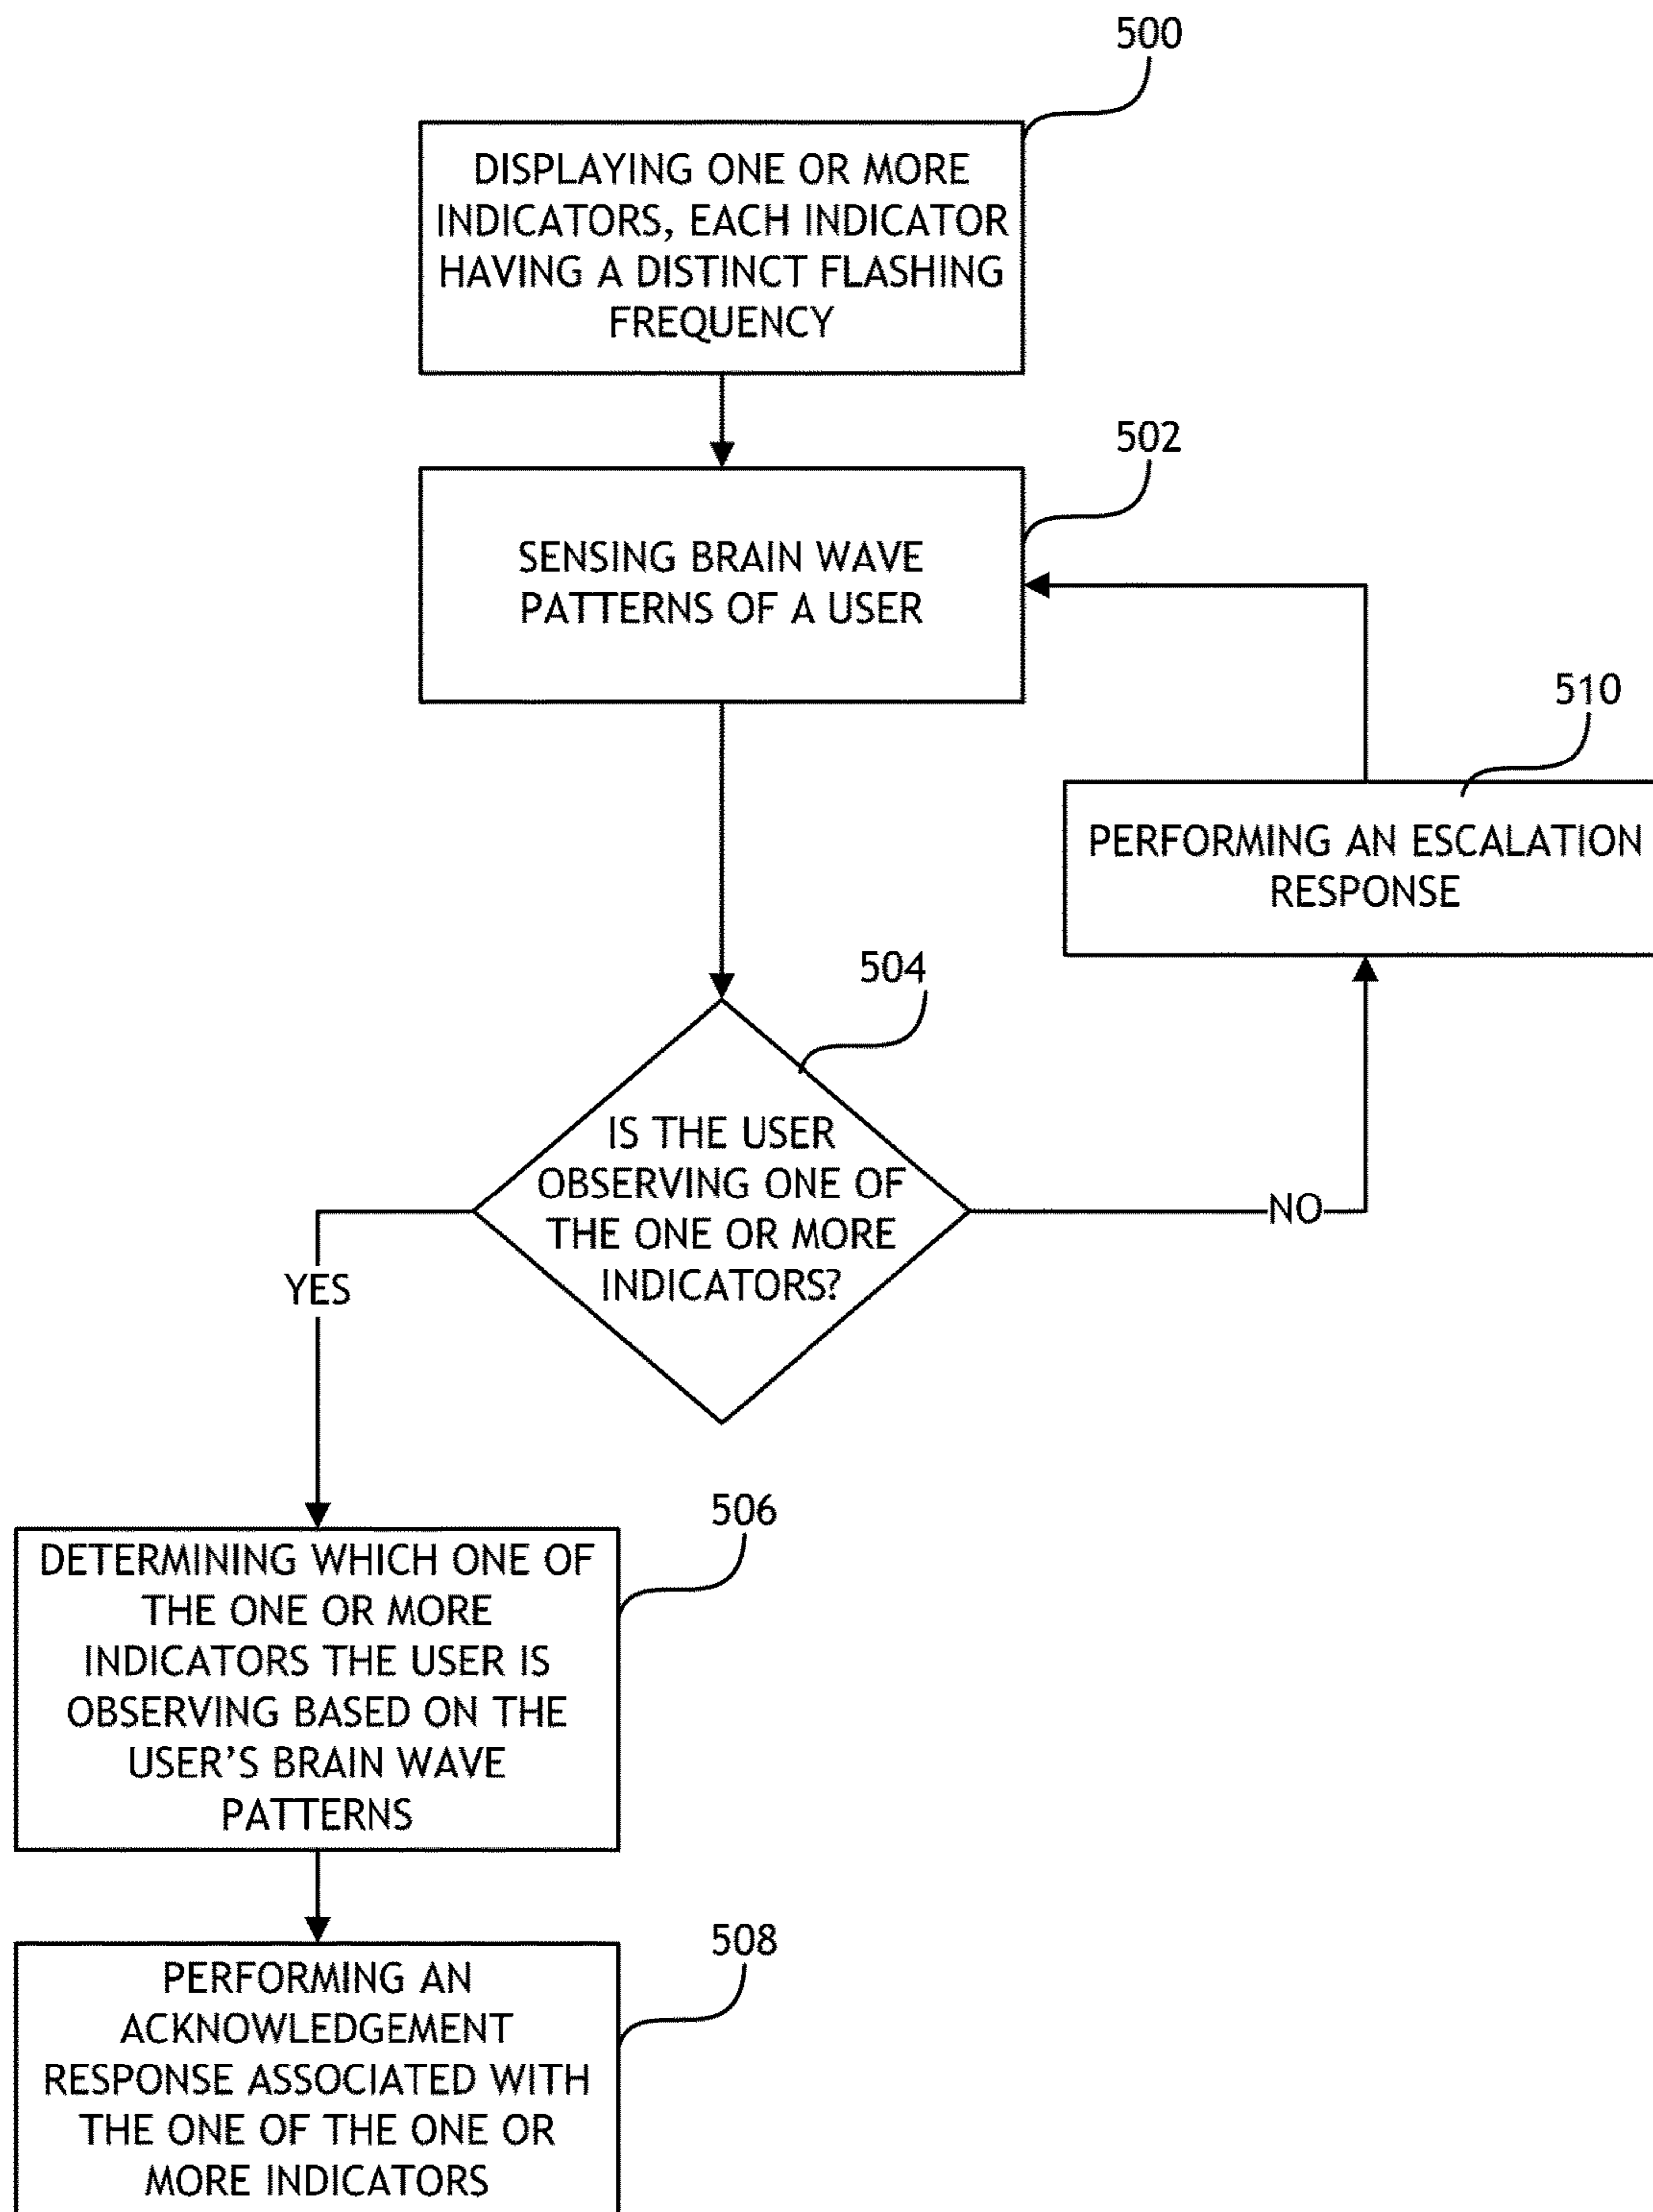 500
DISPLAYING ONE OR MORE
INDICATORS, EACH INDICATOR
HAVING A DISTINCT FLASHING
FREQUENCY
502
SENSING BRAIN WAVE
PATTERNS OF A USER
510
PERFORMING AN ESCALATION
RESPONSE
504
IS THE USER
OBSERVING ONE OF
THE ONE OR MORE
INDICATORS?
NO
YES
506
DETERMINING WHICH ONE OF
THE ONE OR MORE
INDICATORS THE USER IS
OBSERVING BASED ON THE
USER'S BRAIN WAVE
PATTERNS
508
PERFORMING AN
ACKNOWLEDGEMENT
RESPONSE ASSOCIATED WITH
THE ONE OF THE ONE OR
MORE INDICATORS